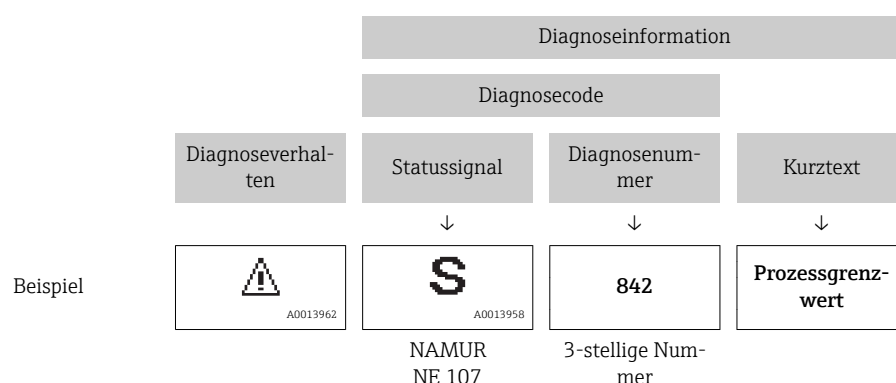 Diagnoseinformation
Diagnosecode
Diagnoseverhal-
ten
Statussignal
Diagnosenum-
mer
Kurztext
↓ ↓ ↓
Beispiel
A0013962
S
A0013958
842
Prozessgrenz-
wert
NAMUR
NE 107
3-stellige Num-
mer